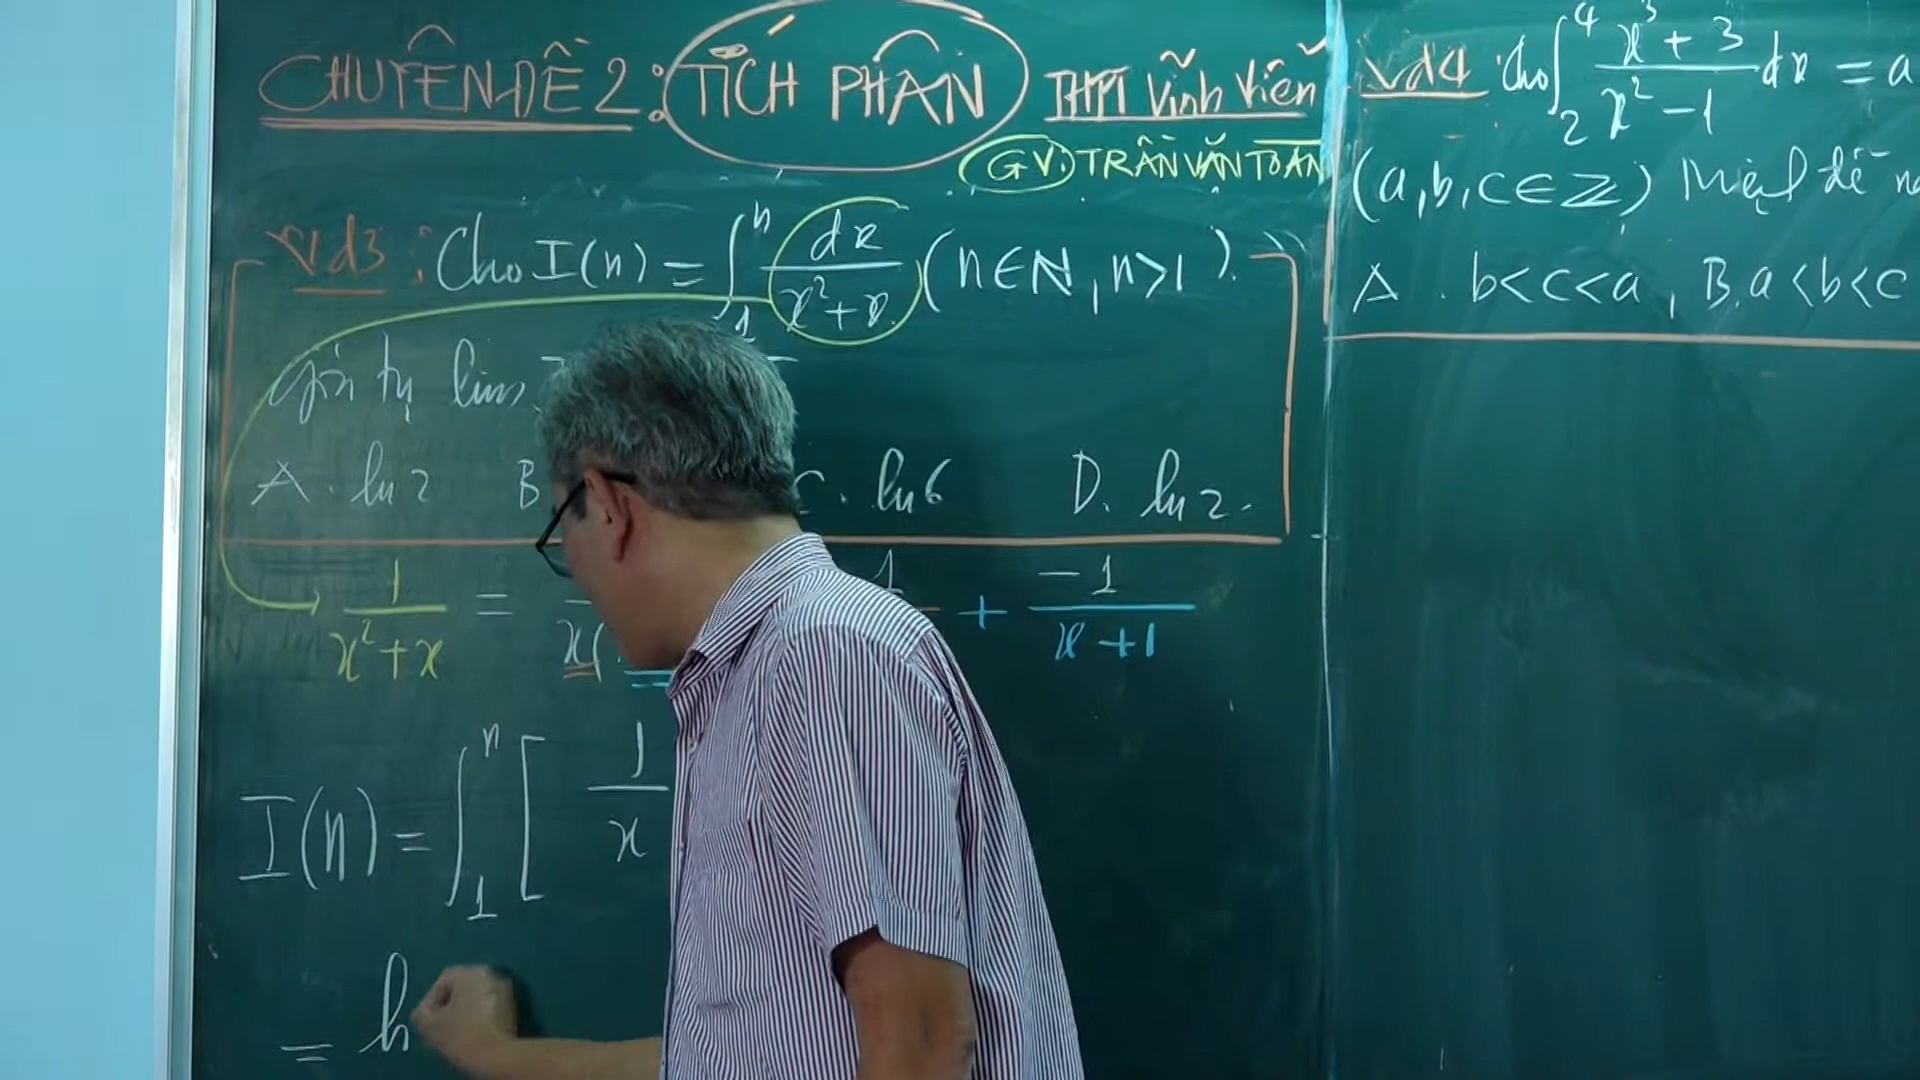 CHUYÊN ĐỀ 2: TÍCH PHÂN THPT Vĩnh Viễn
GV: TRẦN VĂN TOÀN
Vd3: Cho I(n) = ∫₁ⁿ dx/(x²+x) (n∈ℕ, n>1).
lim
A. ln2 B C. ln6 D. ln2.
1/(x²+x) = x( 1 + -1/(x+1)
I(n) = ∫₁ⁿ [ 1/x
=
Vd4: Cho ∫₂⁴ (x³+3)/(x²-1) dx = a
(a,b,c∈ℤ) Mệnh đề
A. b<c<a, B. a<b<c